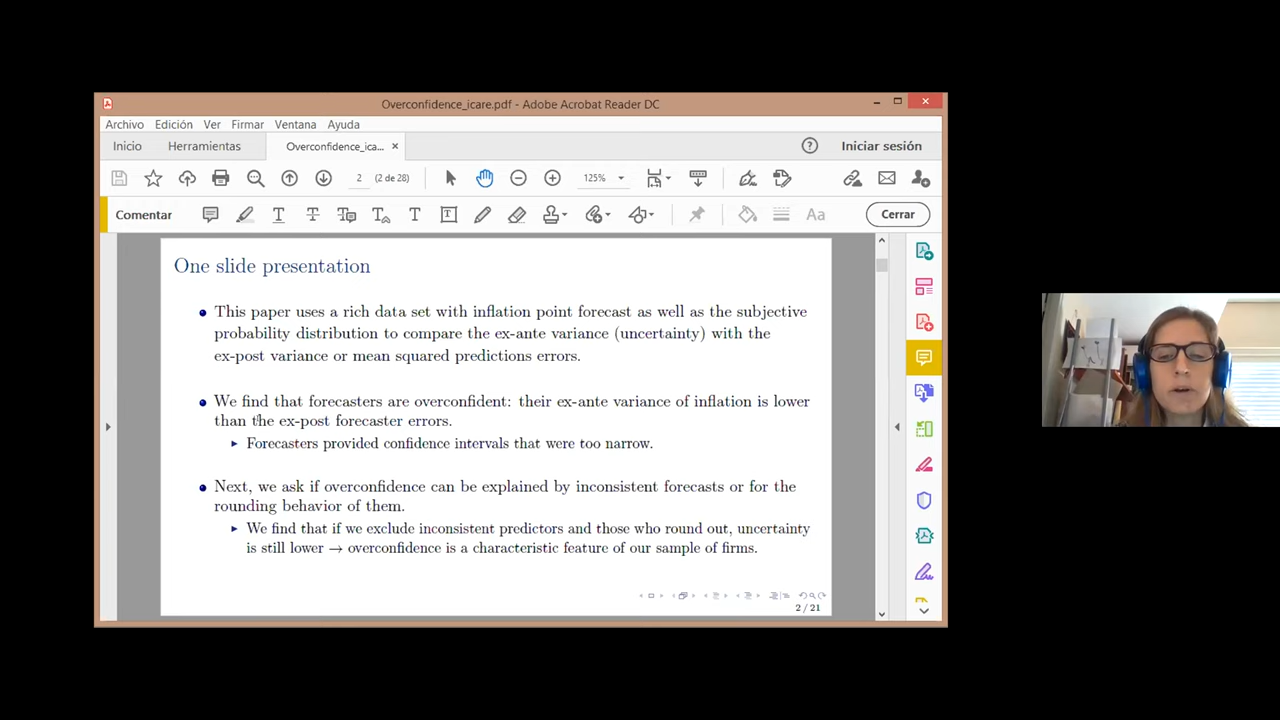 Overconfidence_icare.pdf - Adobe Acrobat Reader DC
Archivo Edición Ver Firmar Ventana Ayuda
Inicio Herramientas Overconfidence_ica... Iniciar sesión
2 (2 de 28) 125%
Comentar Aa Cerrar
One slide presentation
This paper uses a rich data set with inflation point forecast as well as the subjective
probability distribution to compare the ex-ante variance (uncertainty) with the
ex-post variance or mean squared predictions errors.
We find that forecasters are overconfident: their ex-ante variance of inflation is lower
than the ex-post forecaster errors.
Forecasters provided confidence intervals that were too narrow.
Next, we ask if overconfidence can be explained by inconsistent forecasts or for the
rounding behavior of them.
We find that if we exclude inconsistent predictors and those who round out, uncertainty
is still lower → overconfidence is a characteristic feature of our sample of firms.
2 / 21